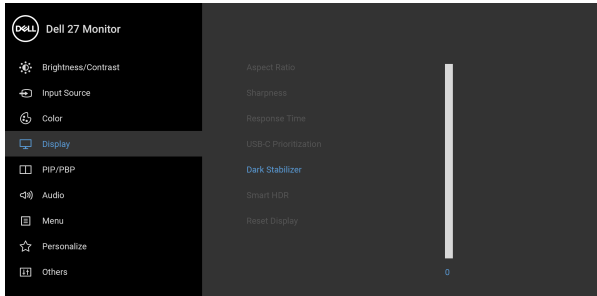 DELL
Dell 27 Monitor
Brightness/Contrast
Input Source
Color
Display
PIP/PBP
Audio
Menu
Personalize
Others
Aspect Ratio
Sharpness
Response Time
USB-C Prioritization
Dark Stabilizer
Smart HDR
Reset Display
0